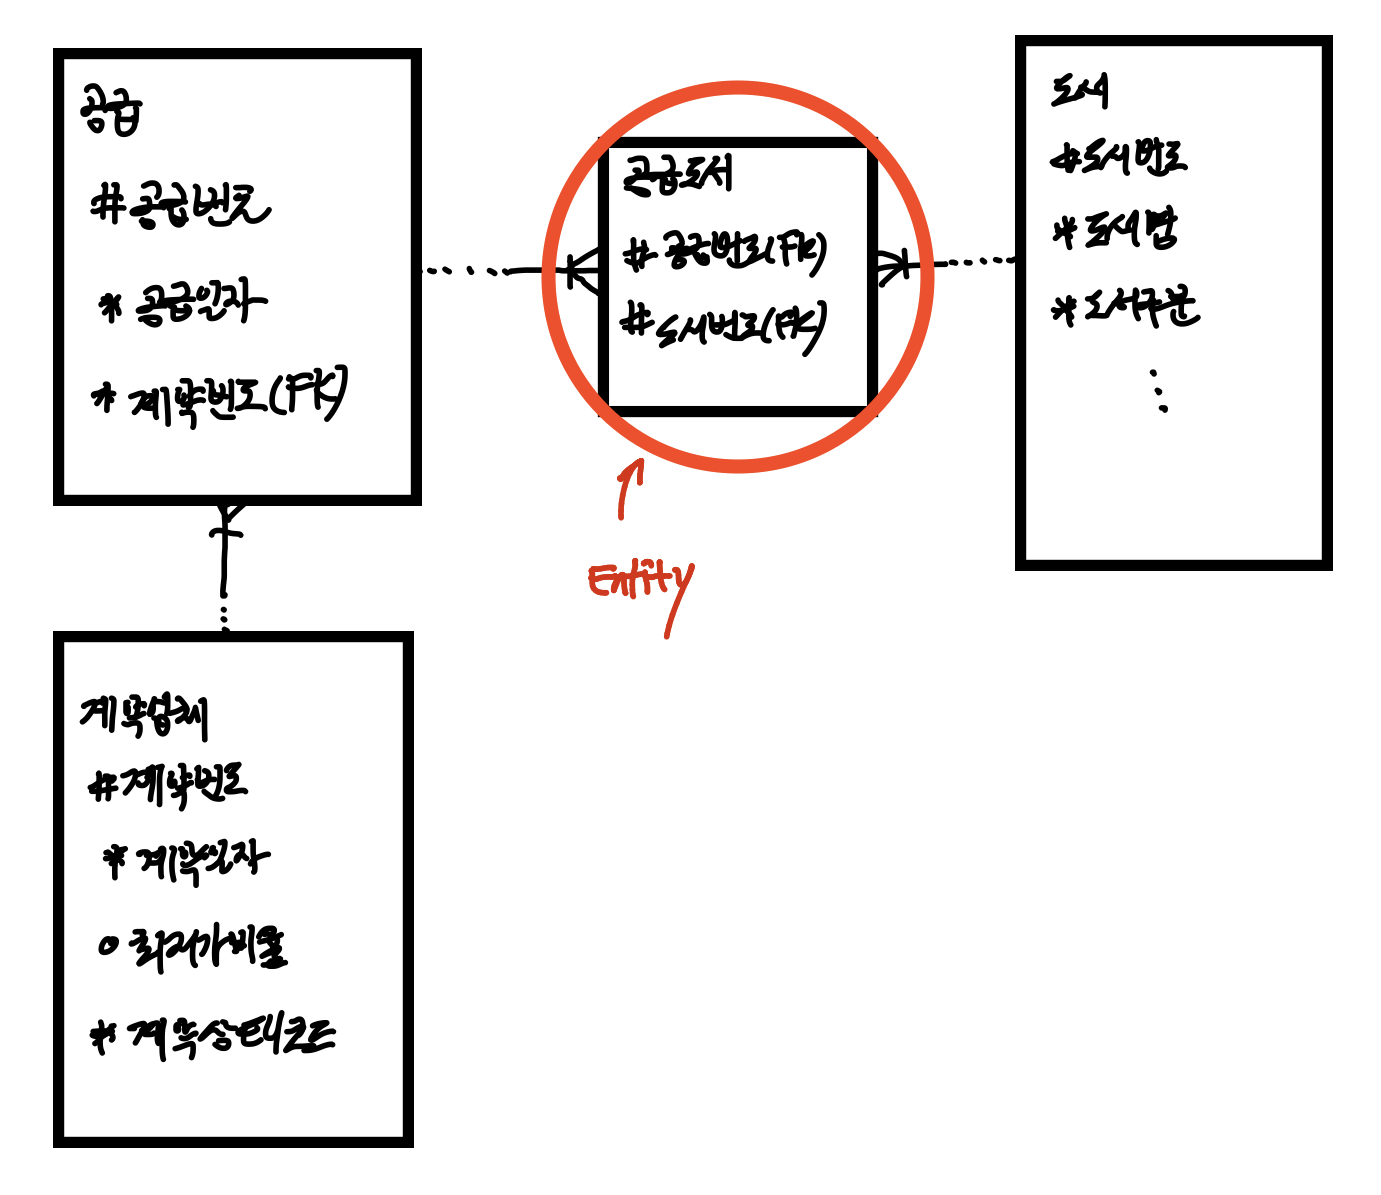 공급
#공급번호
* 공급일자
* 계약번호(FK)
공급도서
# 공급번호(FK)
# 도서번호(FK)
도서
#도서번호
* 도서명
* 도서구분
Entity
계약업체
#계약번호
* 계약일자
o 최저가비율
* 계약상태코드